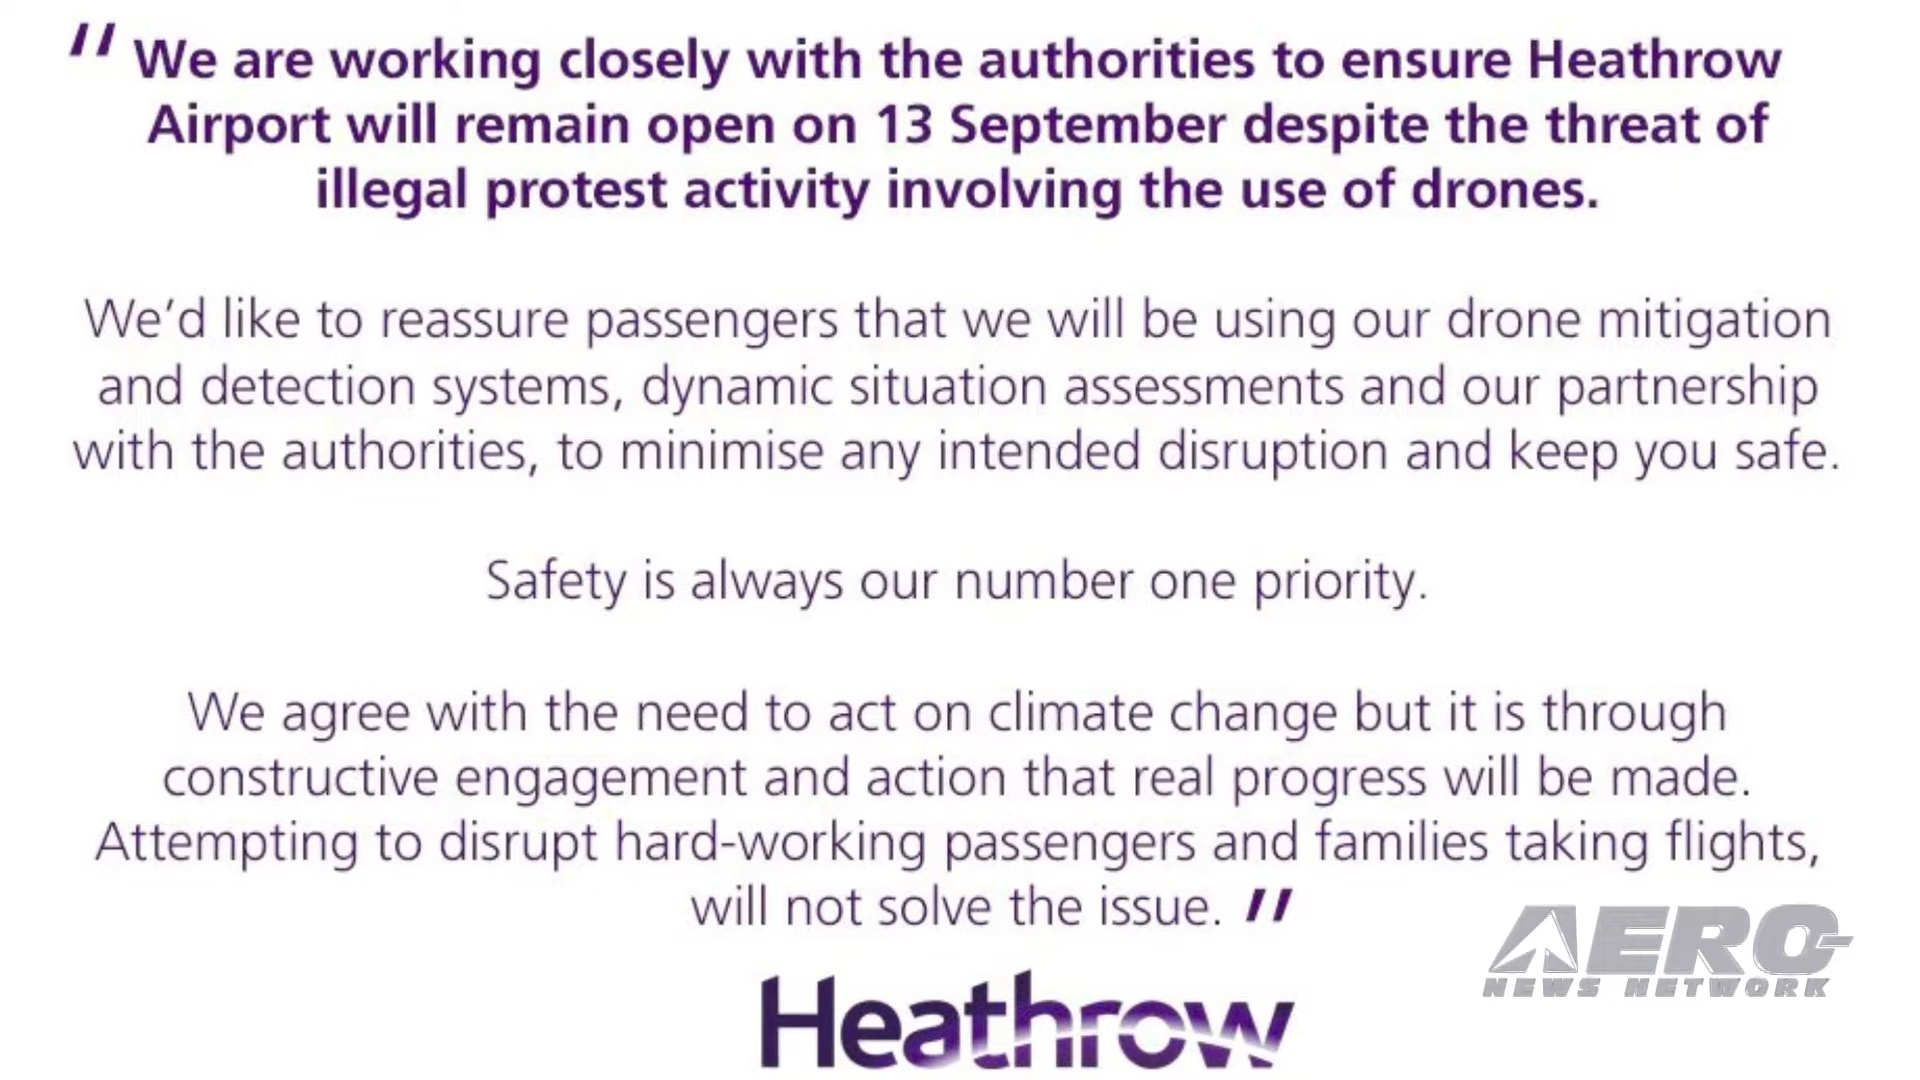 " We are working closely with the authorities to ensure Heathrow
Airport will remain open on 13 September despite the threat of
illegal protest activity involving the use of drones.
We'd like to reassure passengers that we will be using our drone mitigation
and detection systems, dynamic situation assessments and our partnership
with the authorities, to minimise any intended disruption and keep you safe.
Safety is always our number one priority.
We agree with the need to act on climate change but it is through
constructive engagement and action that real progress will be made.
Attempting to disrupt hard-working passengers and families taking flights,
will not solve the issue. "
Heathrow
AERO-
NEWS NETWORK